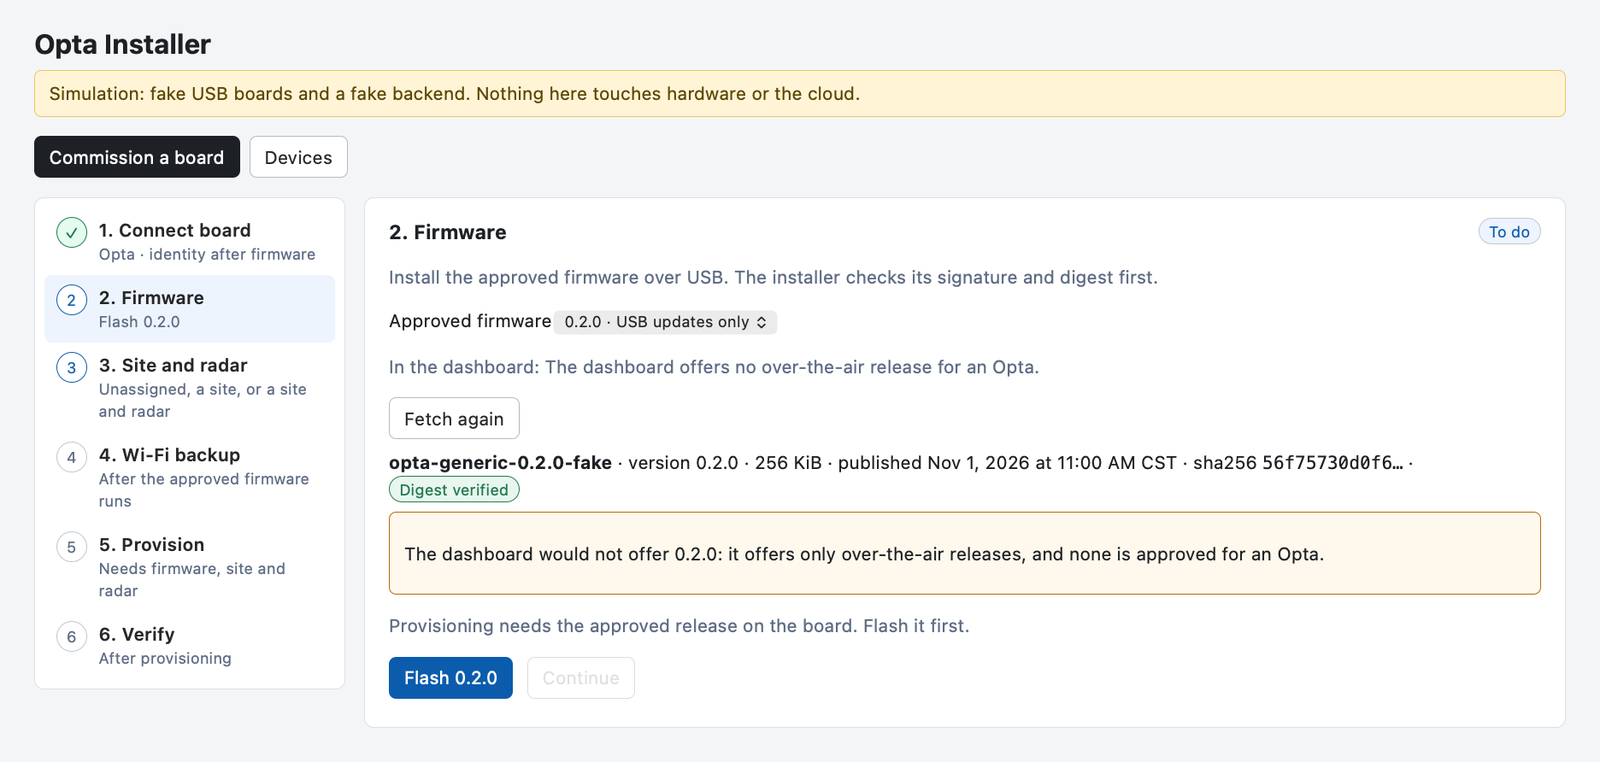 Opta Installer
Simulation: fake USB boards and a fake backend. Nothing here touches hardware or the cloud.
Commission a board
Devices
1. Connect board
Opta · identity after firmware
2
2. Firmware
Flash 0.2.0
3
3. Site and radar
Unassigned, a site, or a site
and radar
4
4. Wi-Fi backup
After the approved firmware
runs
5
5. Provision
Needs firmware, site and
radar
6
6. Verify
After provisioning
2. Firmware
To do
Install the approved firmware over USB. The installer checks its signature and digest first.
Approved firmware 0.2.0 · USB updates only
In the dashboard: The dashboard offers no over-the-air release for an Opta.
Fetch again
opta-generic-0.2.0-fake · version 0.2.0 · 256 KiB · published Nov 1, 2026 at 11:00 AM CST · sha256 56f75730d0f6… ·
Digest verified
The dashboard would not offer 0.2.0: it offers only over-the-air releases, and none is approved for an Opta.
Provisioning needs the approved release on the board. Flash it first.
Flash 0.2.0
Continue